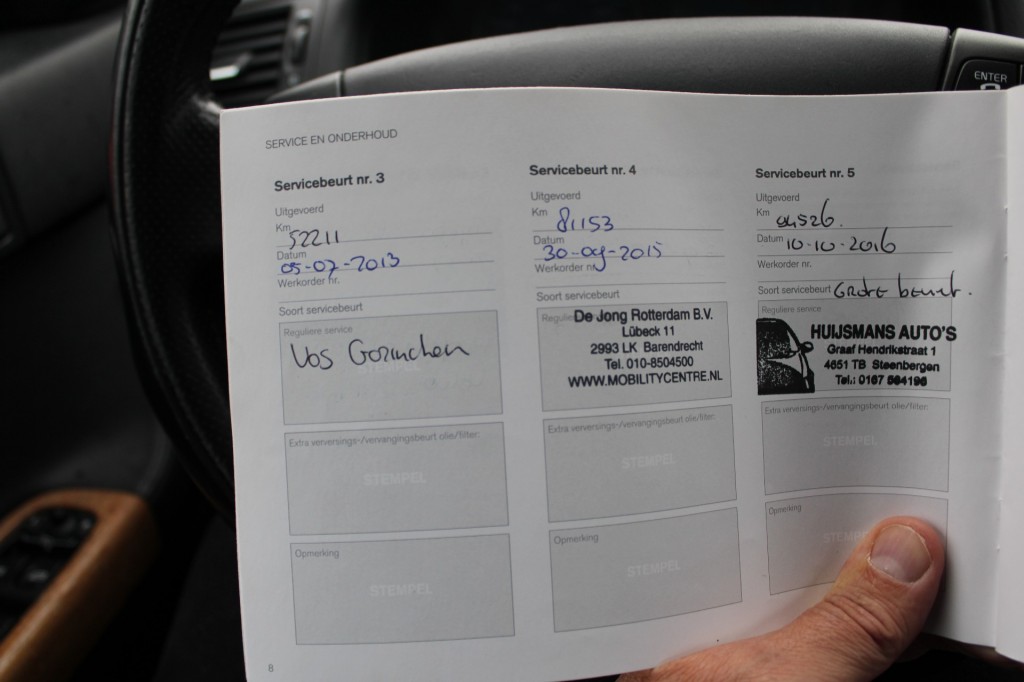 ENTER
SERVICE EN ONDERHOUD
Servicebeurt nr. 3
Uitgevoerd
Km 52211
Datum 05-07-2013
Werkorder nr.
Soort servicebeurt
Reguliere service
Vos Gorinchem
STEMPEL
Extra verversings-/vervangingsbeurt olie/filter:
STEMPEL
Opmerking
STEMPEL
Servicebeurt nr. 4
Uitgevoerd
Km 81153
Datum 30-09-2015
Werkorder nr.
Soort servicebeurt
De Jong Rotterdam B.V.
Lübeck 11
2993 LK Barendrecht
Tel. 010-8504500
WWW.MOBILITYCENTRE.NL
Extra verversings-/vervangingsbeurt olie/filter:
STEMPEL
Opmerking
STEMPEL
Servicebeurt nr. 5
Uitgevoerd
Km 94526.
Datum 10-10-2016
Werkorder nr.
Soort servicebeurt Grote beurt.
Reguliere service
HUIJSMANS AUTO'S
Graaf Hendrikstraat 1
4651 TB Steenbergen
Tel.: 0167 564196
Extra verversings-/vervangingsbeurt olie/filter:
STEMPEL
Opmerking
8